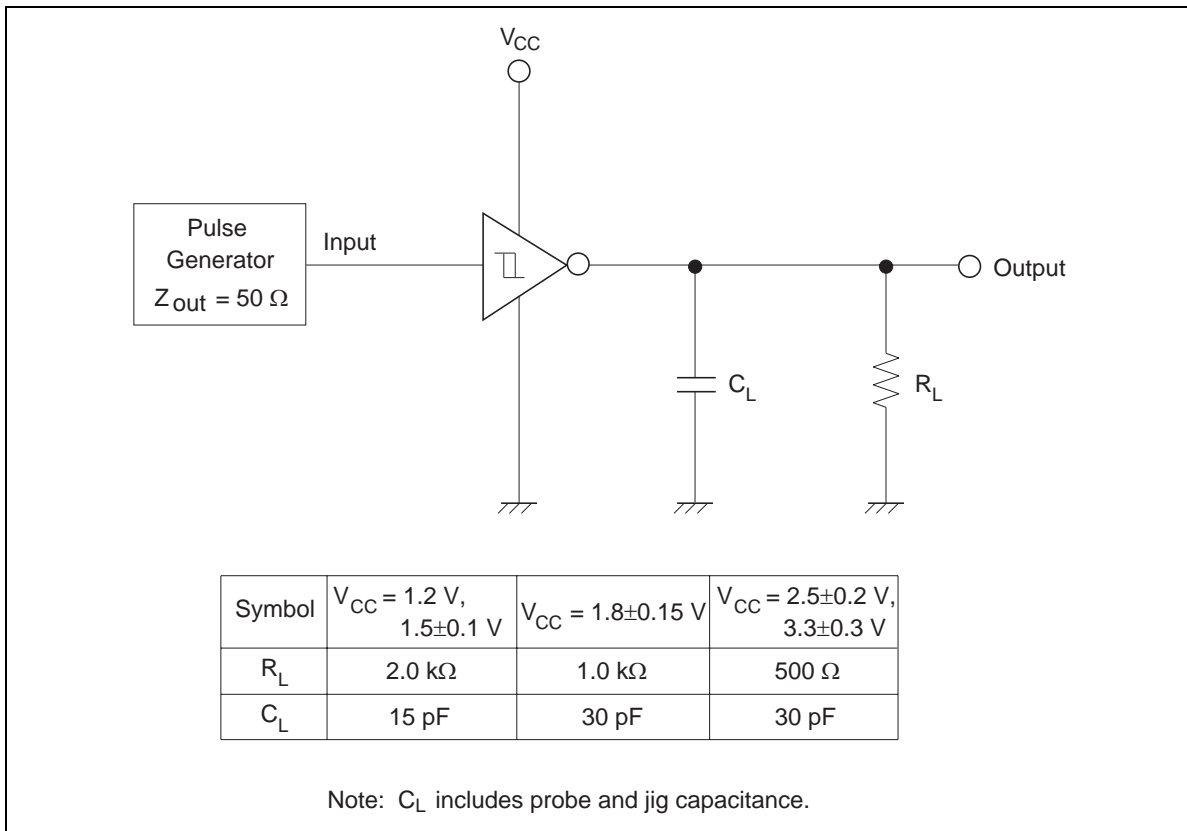 VCC
Pulse
Generator
Zout = 50 Ω
Input
Output
CL
RL
Symbol
VCC = 1.2 V,
1.5±0.1 V
VCC = 1.8±0.15 V
VCC = 2.5±0.2 V,
3.3±0.3 V
RL
2.0 kΩ
1.0 kΩ
500 Ω
CL
15 pF
30 pF
30 pF
Note: CL includes probe and jig capacitance.